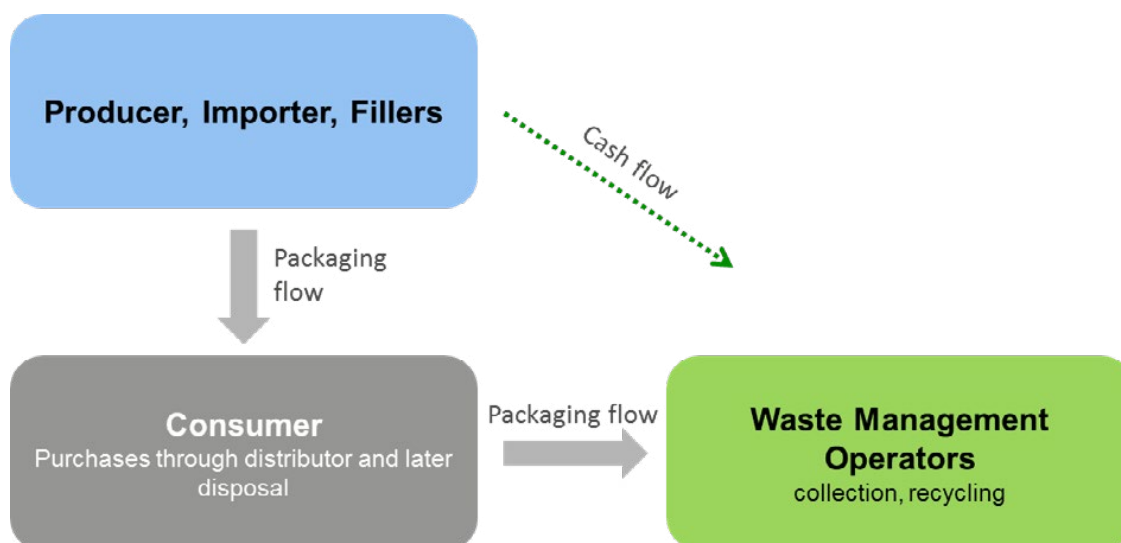 Producer, Importer, Fillers
Cash flow
Packaging
flow
Consumer
Purchases through distributor and later
disposal
Packaging flow
Waste Management
Operators
collection, recycling